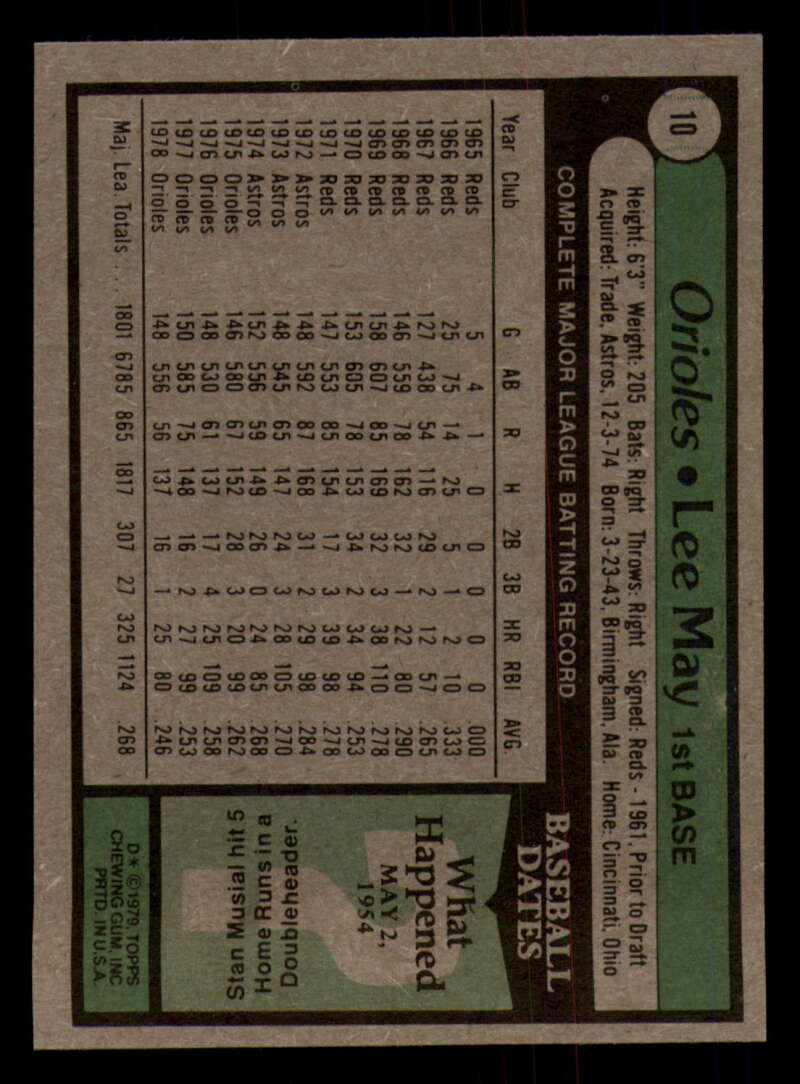 10
Orioles • Lee May 1st BASE
Height: 6'3" Weight: 205 Bats: Right Throws: Right Signed: Reds - 1961, Prior to Draft
Acquired: Trade, Astros, 12-3-74 Born: 3-23-43, Birmingham, Ala. Home: Cincinnati, Ohio
COMPLETE MAJOR LEAGUE BATTING RECORD
Year Club G AB R H 2B 3B HR RBI AVG.
1965 Reds 5 4 1 0 0 0 0 0 .000
1966 Reds 25 75 14 25 5 1 2 10 .333
1967 Reds 127 438 54 116 29 2 12 57 .265
1968 Reds 146 559 78 162 32 1 22 80 .290
1969 Reds 158 607 85 169 32 3 38 110 .278
1970 Reds 153 605 78 153 34 2 34 94 .253
1971 Reds 147 553 85 154 17 3 39 98 .278
1972 Astros 148 592 87 168 31 2 29 98 .284
1973 Astros 148 545 65 147 24 3 28 105 .270
1974 Astros 152 556 59 149 26 0 24 85 .268
1975 Orioles 146 580 67 152 28 3 20 99 .262
1976 Orioles 148 530 61 137 17 4 25 109 .258
1977 Orioles 150 585 75 148 16 2 27 99 .253
1978 Orioles 148 556 56 137 16 1 25 80 .246
Maj. Lea. Totals . . . 1801 6785 865 1817 307 27 325 1124 .268
BASEBALL
DATES
What
Happened
MAY 2,
1954
Stan Musial hit 5
Home Runs in a
Doubleheader.
D* ©1979 TOPPS
CHEWING GUM, INC.
PRTD. IN U.S.A.